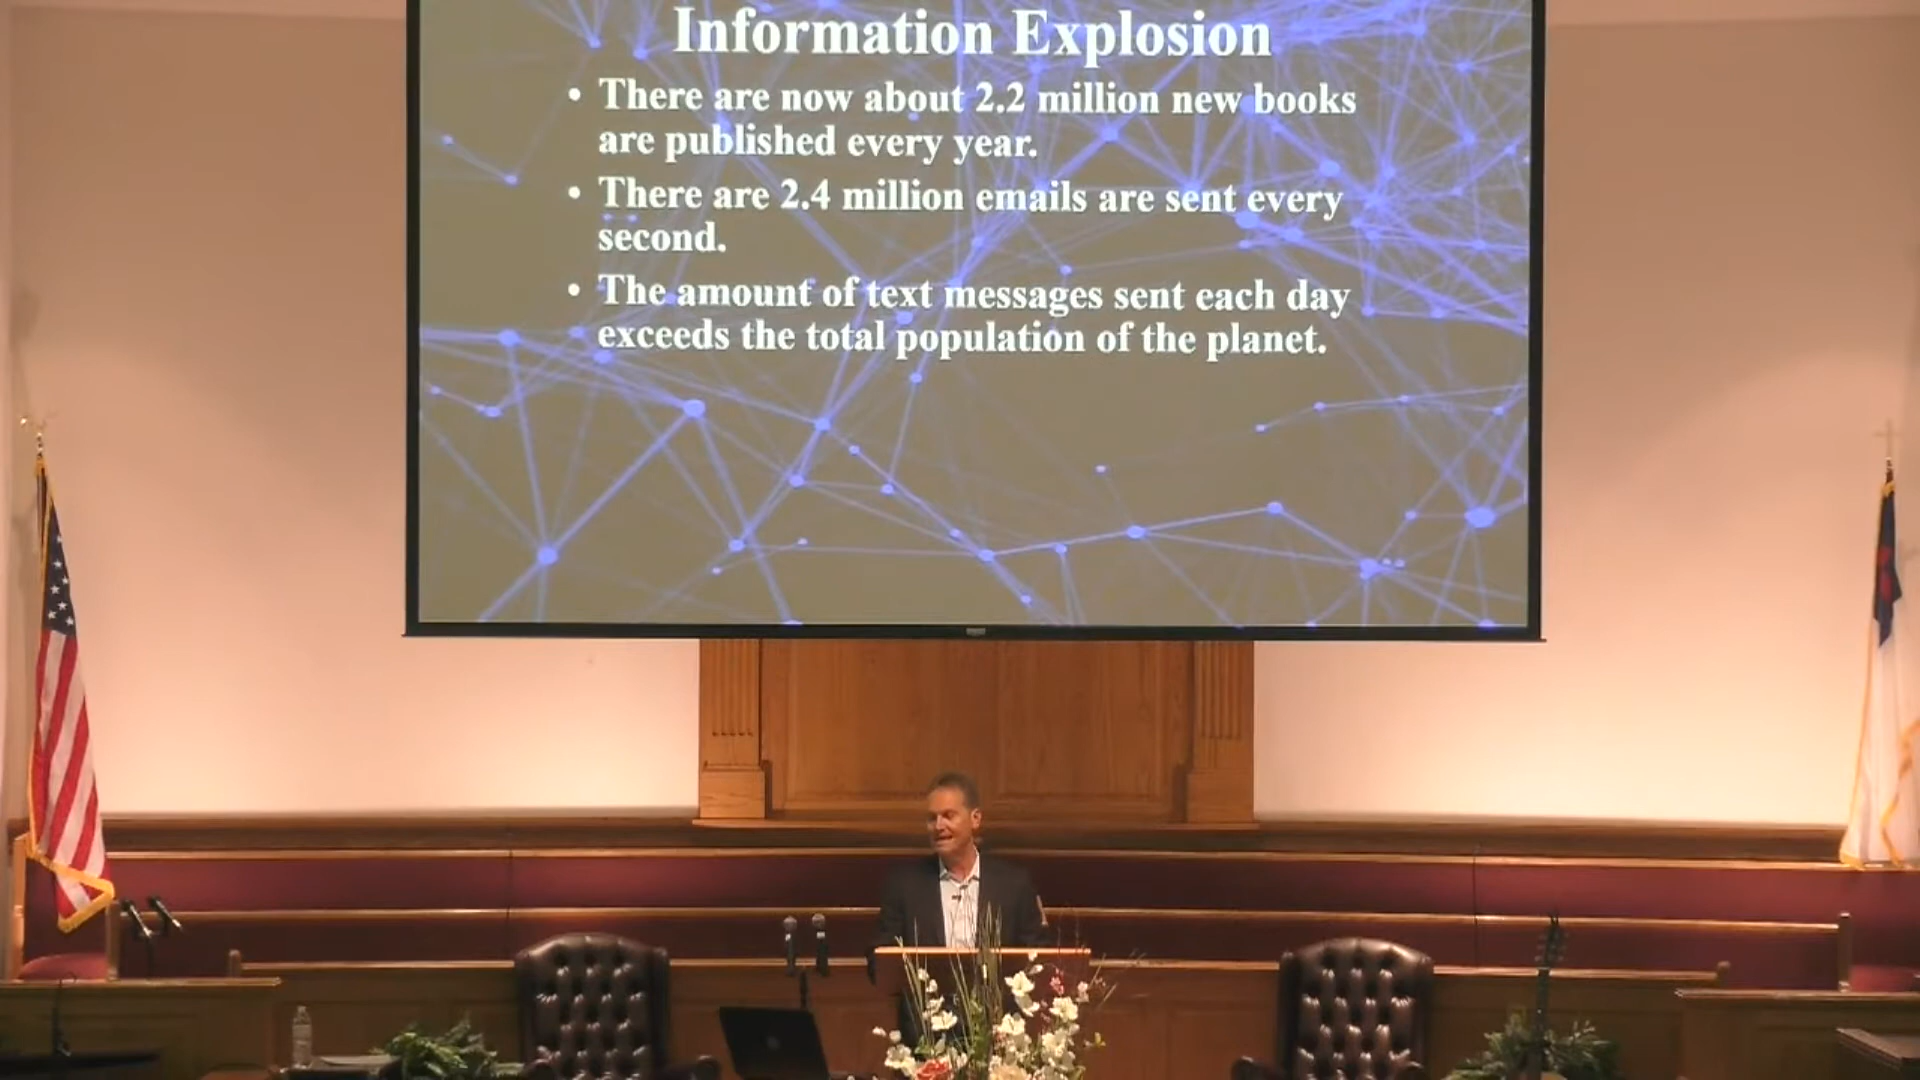 Information Explosion
• There are now about 2.2 million new books
are published every year.
• There are 2.4 million emails are sent every
second.
• The amount of text messages sent each day
exceeds the total population of the planet.